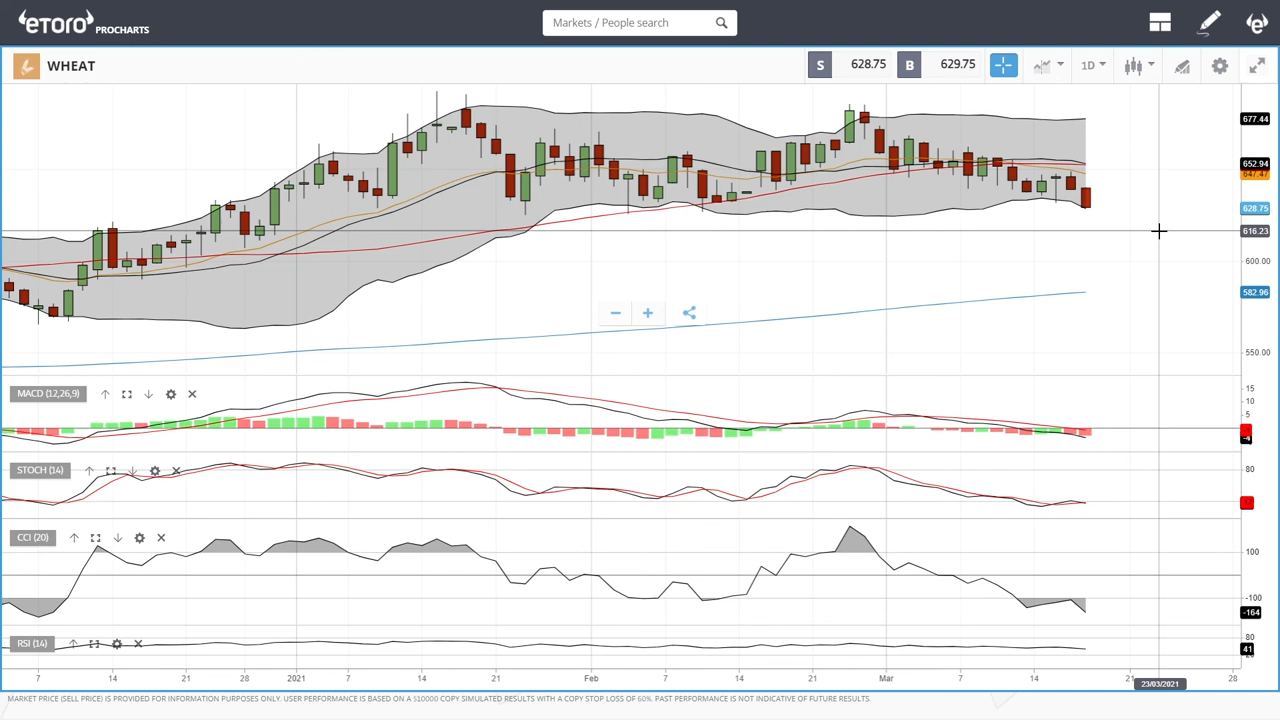 etoro PROCHARTS
Markets / People search
WHEAT
S 628.75 B 629.75
1D
677.44
652.94
647.47
628.75
616.23
600.00
582.96
550.00
MACD (12,26,9)
15
10
5
-4
STOCH (14)
80
CCI (20)
100
-100
-164
RSI (14)
80
41
7 14 21 28 2021 7 14 21 Feb 7 14 21 Mar 7 14 21 28
23/03/2021
MARKET PRICE (SELL PRICE) IS PROVIDED FOR INFORMATION PURPOSES ONLY. USER PERFORMANCE IS BASED ON A $10000 COPY SIMULATED RESULTS WITH A COPY STOP LOSS OF 60%. PAST PERFORMANCE IS NOT INDICATIVE OF FUTURE RESULTS.